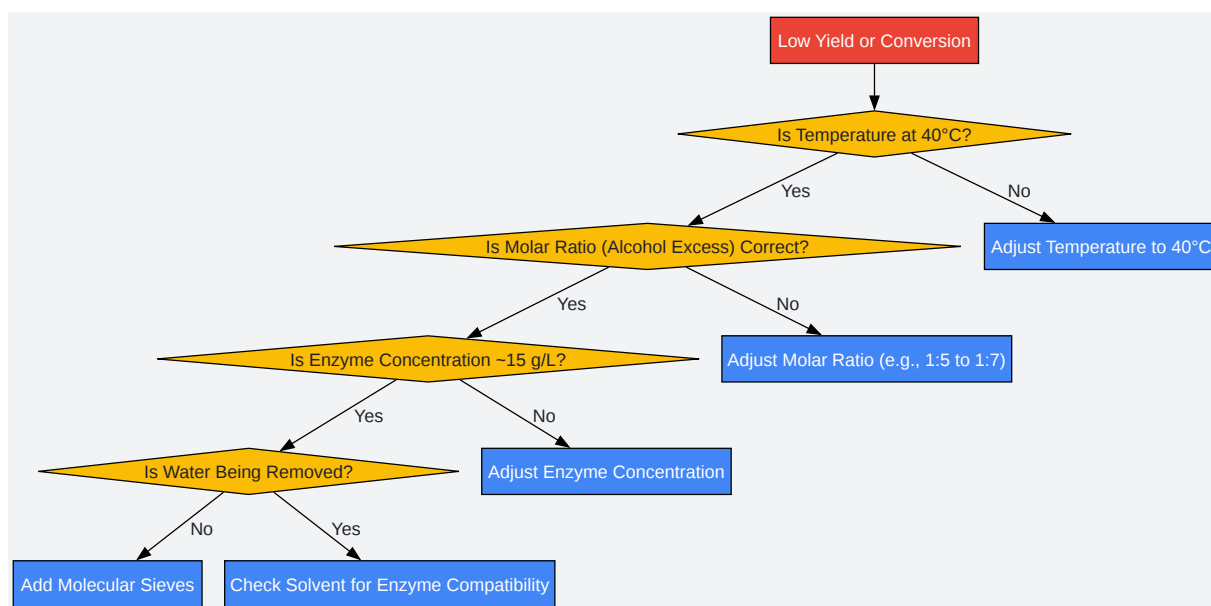 Low Yield or Conversion
Is Temperature at 40°C?
Yes
No
Is Molar Ratio (Alcohol Excess) Correct?
Adjust Temperature to 40°C
Yes
No
Is Enzyme Concentration ~15 g/L?
Adjust Molar Ratio (e.g., 1:5 to 1:7)
Yes
No
Is Water Being Removed?
Adjust Enzyme Concentration
No
Yes
Add Molecular Sieves
Check Solvent for Enzyme Compatibility